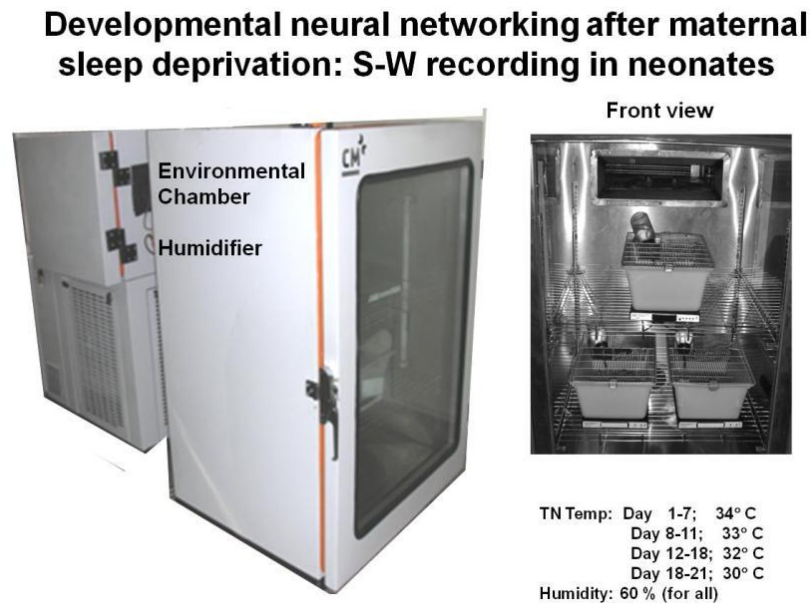 Developmental neural networking after maternal
sleep deprivation: S-W recording in neonates
Front view
CM
Environmental
Chamber
Humidifier
TN Temp: Day 1-7; 34° C
Day 8-11; 33° C
Day 12-18; 32° C
Day 18-21; 30° C
Humidity: 60 % (for all)